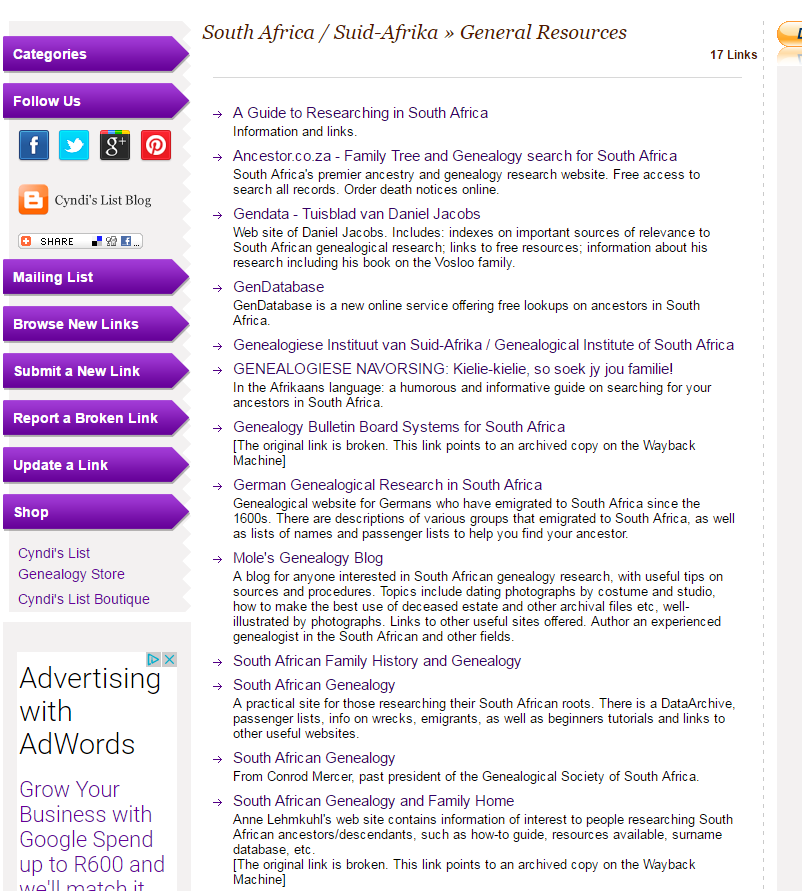 South Africa / Suid-Afrika » General Resources
17 Links
Categories
Follow Us
Cyndi's List Blog
SHARE
Mailing List
Browse New Links
Submit a New Link
Report a Broken Link
Update a Link
Shop
Cyndi's List
Genealogy Store
Cyndi's List Boutique
Advertising
with
AdWords
Grow Your
Business with
Google Spend
up to R600 and
we'll match it
A Guide to Researching in South Africa
Information and links.
Ancestor.co.za - Family Tree and Genealogy search for South Africa
South Africa's premier ancestry and genealogy research website. Free access to
search all records. Order death notices online.
Gendata - Tuisblad van Daniel Jacobs
Web site of Daniel Jacobs. Includes: indexes on important sources of relevance to
South African genealogical research; links to free resources; information about his
research including his book on the Vosloo family.
GenDatabase
GenDatabase is a new online service offering free lookups on ancestors in South
Africa.
Genealogiese Instituut van Suid-Afrika / Genealogical Institute of South Africa
GENEALOGIESE NAVORSING: Kielie-kielie, so soek jy jou familie!
In the Afrikaans language: a humorous and informative guide on searching for your
ancestors in South Africa.
Genealogy Bulletin Board Systems for South Africa
[The original link is broken. This link points to an archived copy on the Wayback
Machine]
German Genealogical Research in South Africa
Genealogical website for Germans who have emigrated to South Africa since the
1600s. There are descriptions of various groups that emigrated to South Africa, as well
as lists of names and passenger lists to help you find your ancestor.
Mole's Genealogy Blog
A blog for anyone interested in South African genealogy research, with useful tips on
sources and procedures. Topics include dating photographs by costume and studio,
how to make the best use of deceased estate and other archival files etc, well-
illustrated by photographs. Links to other useful sites offered. Author an experienced
genealogist in the South African and other fields.
South African Family History and Genealogy
South African Genealogy
A practical site for those researching their South African roots. There is a DataArchive,
passenger lists, info on wrecks, emigrants, as well as beginners tutorials and links to
other useful websites.
South African Genealogy
From Conrod Mercer, past president of the Genealogical Society of South Africa.
South African Genealogy and Family Home
Anne Lehmkuhl's web site contains information of interest to people researching South
African ancestors/descendants, such as how-to guide, resources available, surname
database, etc.
[The original link is broken. This link points to an archived copy on the Wayback
Machine]